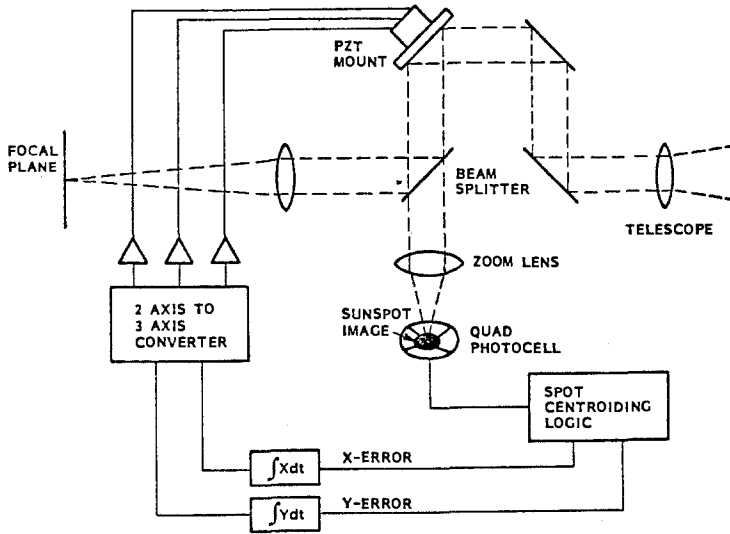 PZT
MOUNT
FOCAL
PLANE
BEAM
SPLITTER
TELESCOPE
ZOOM LENS
2 AXIS TO
3 AXIS
CONVERTER
SUNSPOT
IMAGE
QUAD
PHOTOCELL
SPOT
CENTROIDING
LOGIC
∫Xdt
X-ERROR
∫Ydt
Y-ERROR